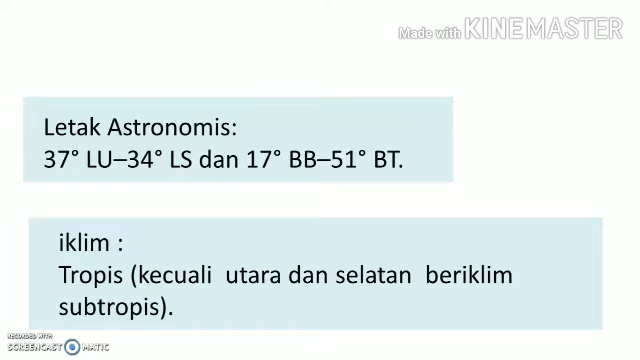 Made with KINEMASTER
Letak Astronomis:
37° LU–34° LS dan 17° BB–51° BT.
iklim :
Tropis (kecuali utara dan selatan beriklim
subtropis).
RECORDED WITH
SCREENCAST MATIC